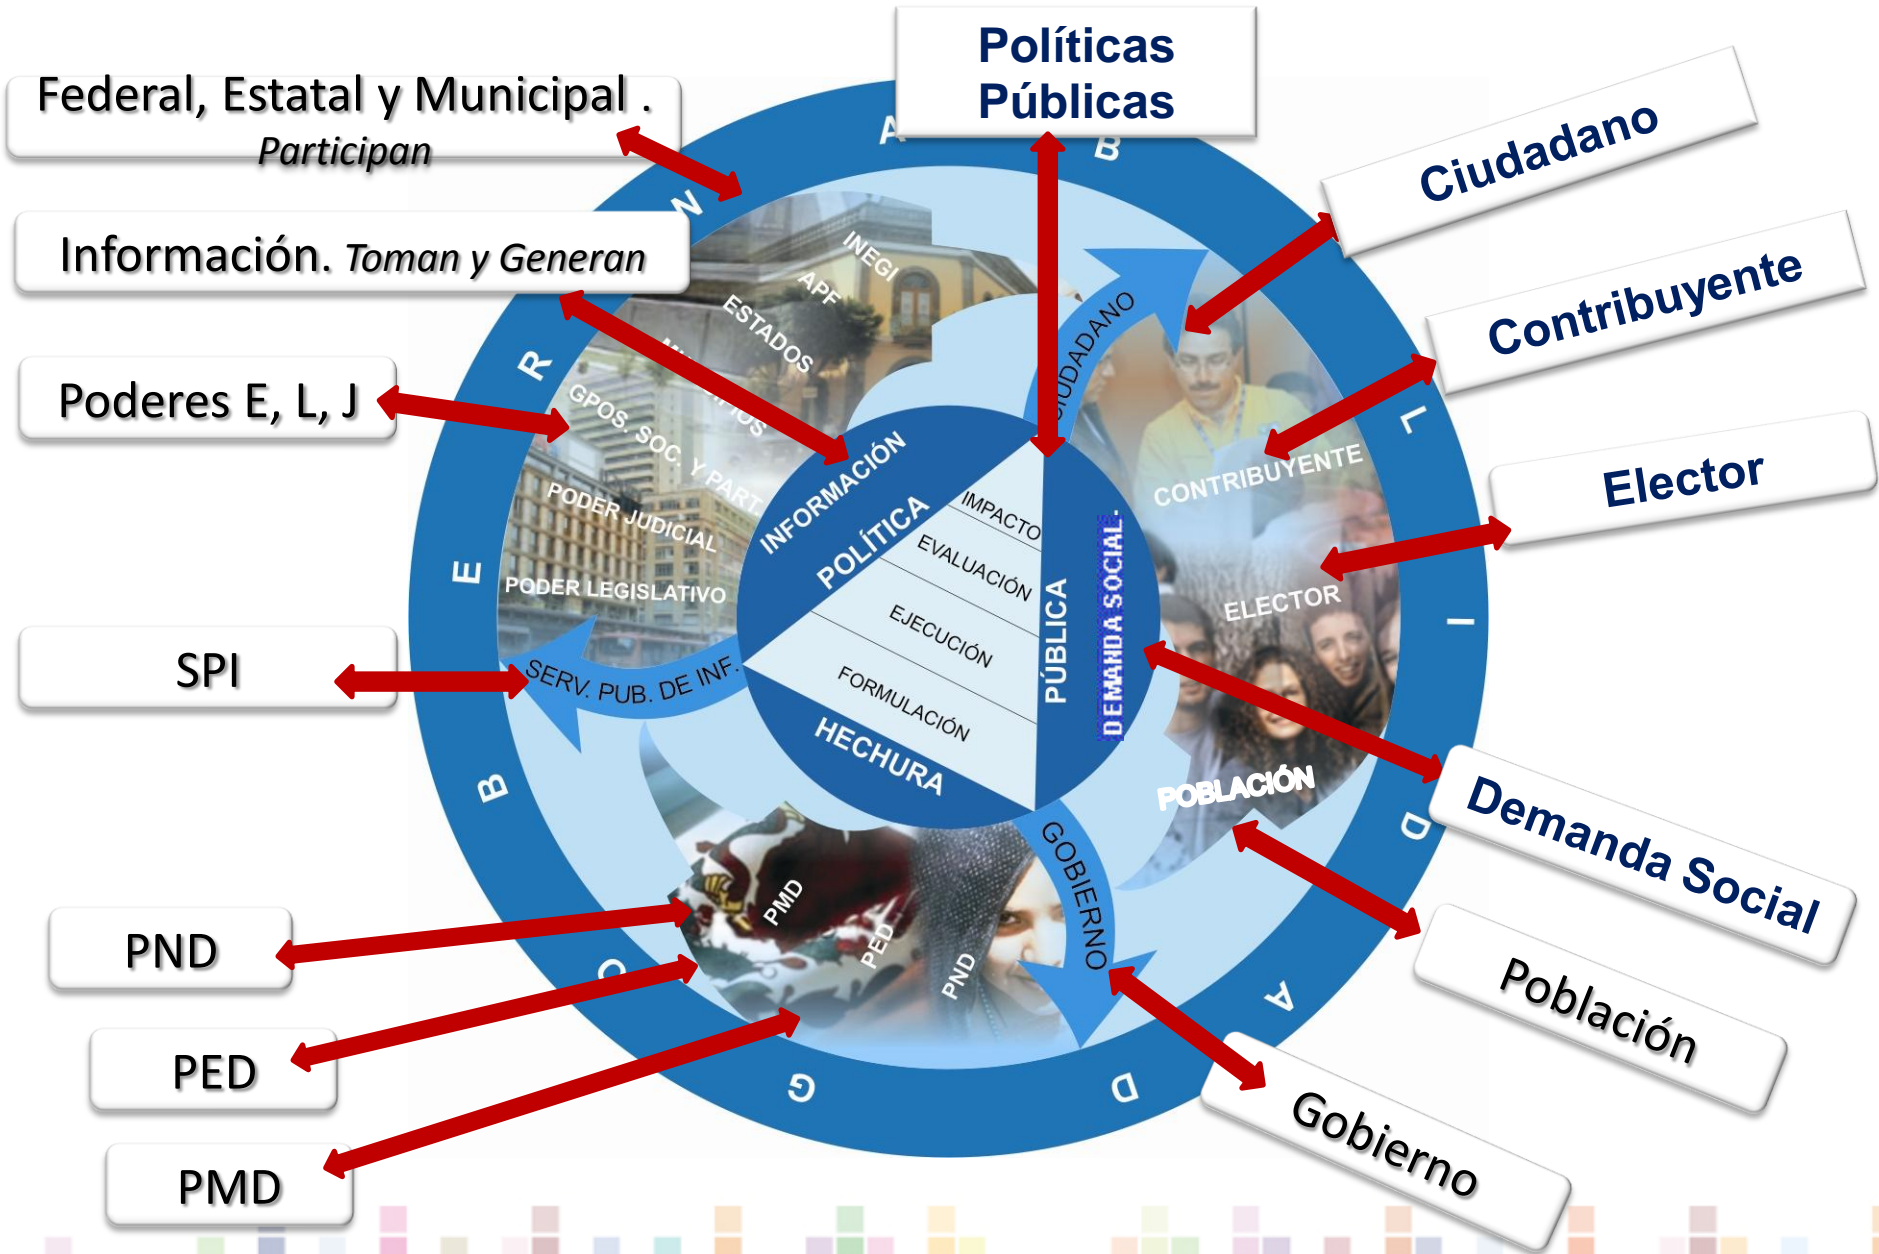 Políticas
Públicas
Federal, Estatal y Municipal .
Participan
Información. Toman y Generan
Poderes E, L, J
SPI
PND
PED
PMD
Ciudadano
Contribuyente
Elector
Demanda Social
Población
Gobierno
GOBERNABILIDAD
INEGI
APF
ESTADOS
GPOS. SOC. Y PART.
PODER JUDICIAL
PODER LEGISLATIVO
SERV. PUB. DE INF.
CIUDADANO
CONTRIBUYENTE
ELECTOR
POBLACIÓN
GOBIERNO
PMD
PED
PND
INFORMACIÓN
POLÍTICA
PÚBLICA
DEMANDA SOCIAL.
HECHURA
IMPACTO
EVALUACIÓN
EJECUCIÓN
FORMULACIÓN